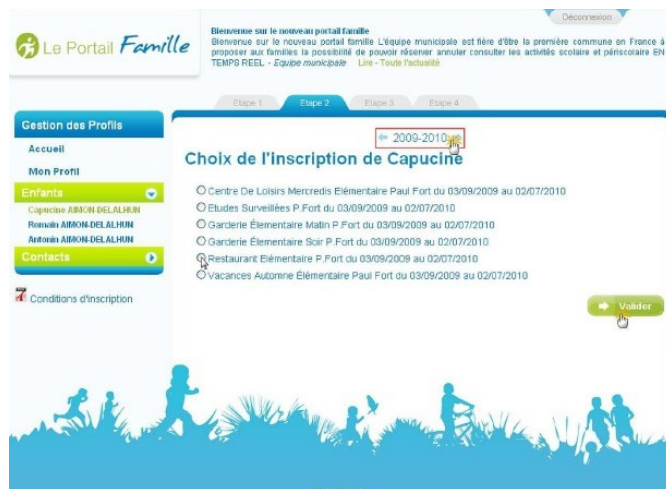 Déconnexion
Le Portail Famille
Bienvenue sur le nouveau portail famille
Bienvenue sur le nouveau portail famille L'équipe municipale est fière d'être la première commune en France à
proposer aux familles la possibilité de pouvoir réserver annuler consulter les activités scolaire et périscolaire EN
TEMPS REEL - Equipe municipale Lire - Toute l'actualité
Etape 1 Etape 2 Etape 3 Etape 4
Gestion des Profils
Accueil
Mon Profil
Enfants
Capucine AIMON-DELALHUN
Romain AIMON-DELALHUN
Antonin AIMON-DELALHUN
Contacts
Conditions d'inscription
2009-2010
Choix de l'inscription de Capucine
Centre De Loisirs Mercredis Elémentaire Paul Fort du 03/09/2009 au 02/07/2010
Etudes Surveillées P.Fort du 03/09/2009 au 02/07/2010
Garderie Élementaire Matin P.Fort du 03/09/2009 au 02/07/2010
Garderie Élementaire Soir P.Fort du 03/09/2009 au 02/07/2010
Restaurant Elémentaire P.Fort du 03/09/2009 au 02/07/2010
Vacances Automne Élémentaire Paul Fort du 03/09/2009 au 02/07/2010
Valider